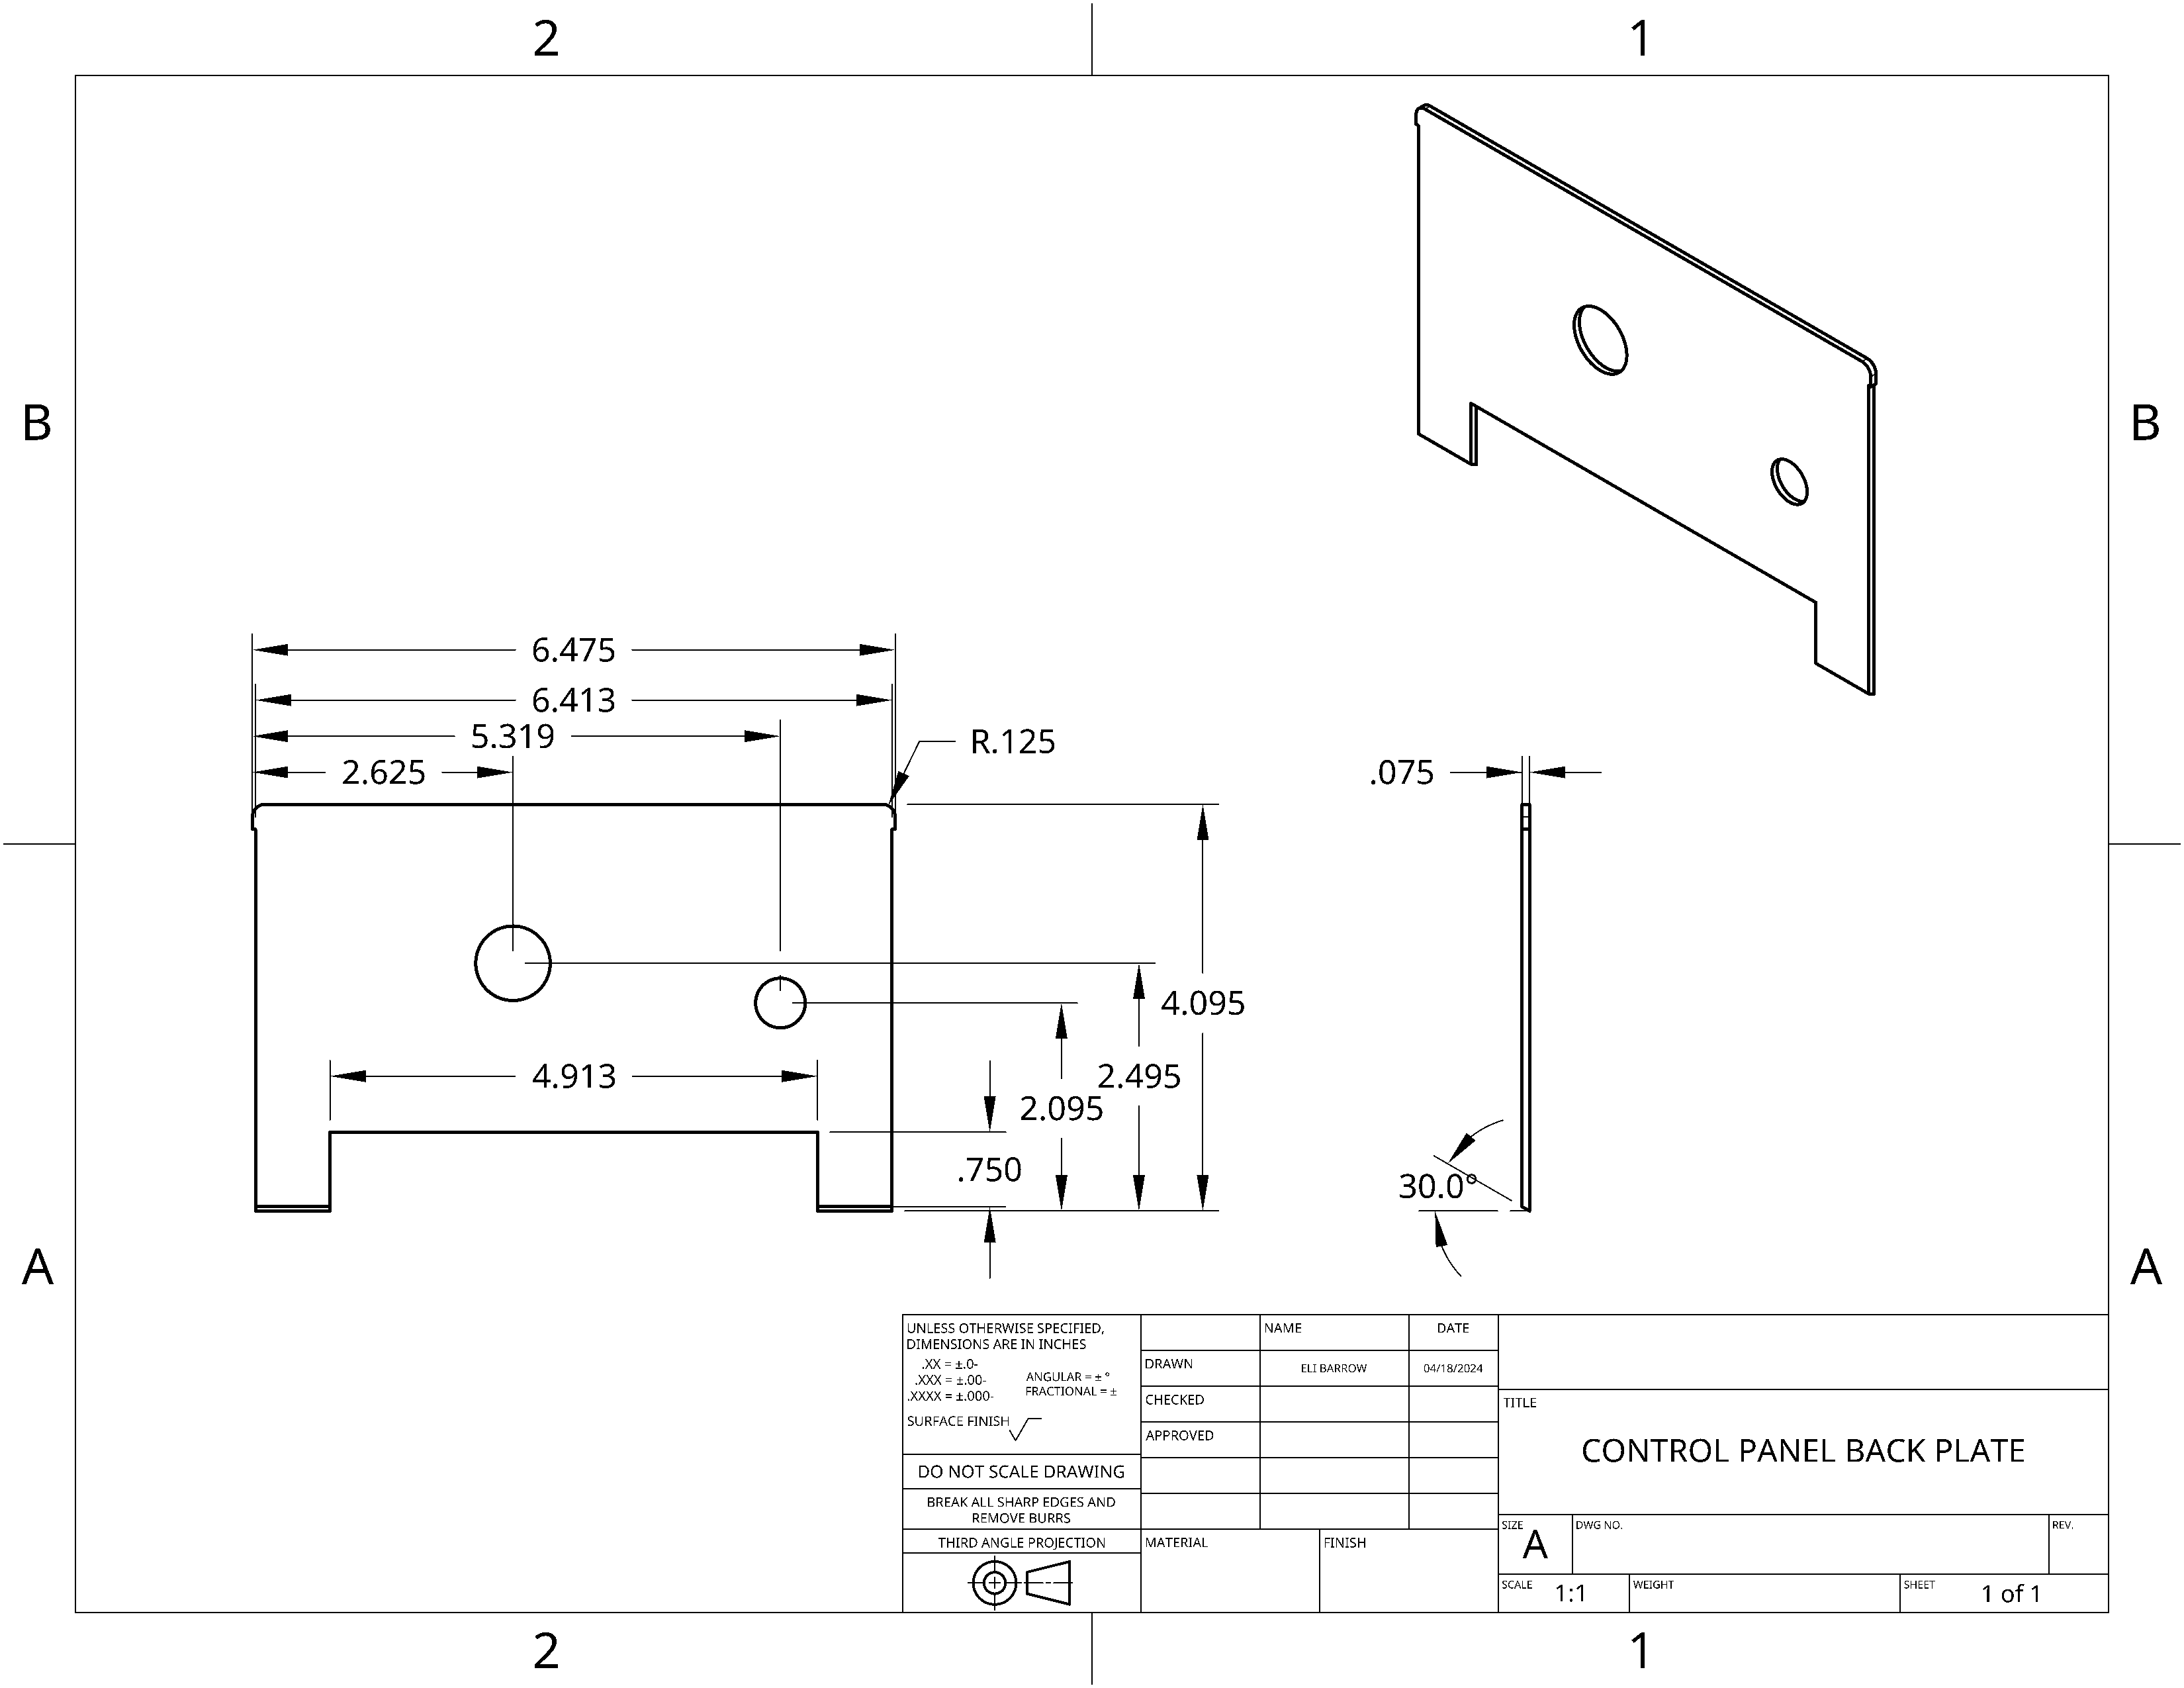 2
1
B
B
6.475
6.413
5.319
2.625
R.125
.075
4.095
4.913
2.495
2.095
.750
30.0°
A
A
UNLESS OTHERWISE SPECIFIED,
DIMENSIONS ARE IN INCHES
.XX = ±.0-
.XXX = ±.00-
.XXXX = ±.000-
ANGULAR = ± °
FRACTIONAL = ±
SURFACE FINISH
DO NOT SCALE DRAWING
BREAK ALL SHARP EDGES AND
REMOVE BURRS
THIRD ANGLE PROJECTION
NAME
DATE
DRAWN
ELI BARROW
04/18/2024
CHECKED
APPROVED
MATERIAL
FINISH
TITLE
CONTROL PANEL BACK PLATE
SIZE
A
DWG NO.
REV.
SCALE
1:1
WEIGHT
SHEET
1 of 1
2
1